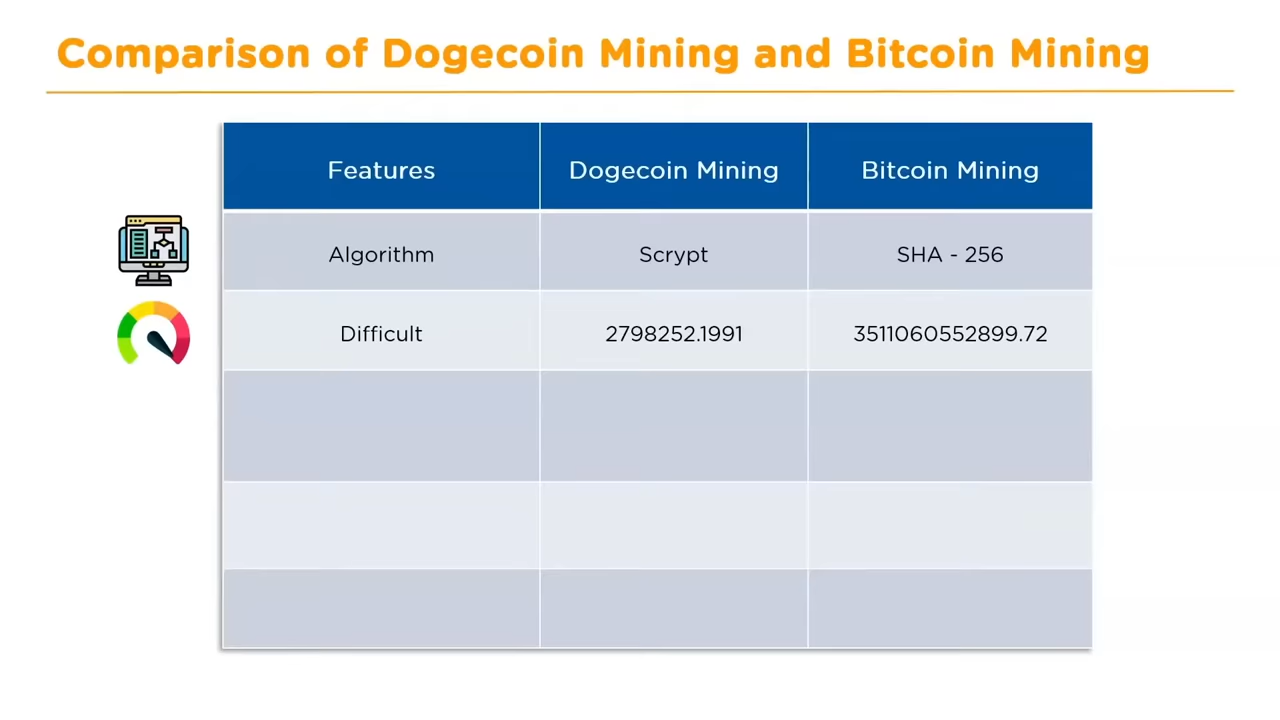 Comparison of Dogecoin Mining and Bitcoin Mining
Features Dogecoin Mining Bitcoin Mining
Algorithm Scrypt SHA - 256
Difficult 2798252.1991 3511060552899.72